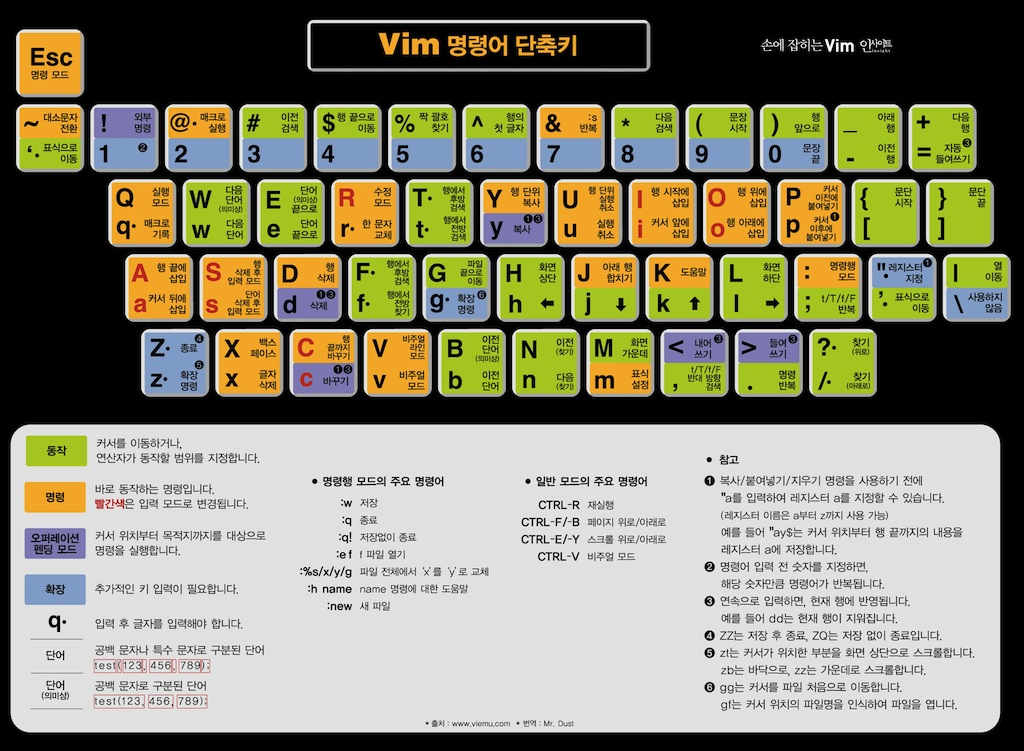 Vim 명령어 단축키
손에 잡히는 Vim 인사이트
insight
Esc
명령 모드
~ 대소문자 전환
`· 표식으로 이동
! 외부 명령
1 ❷
@· 매크로 실행
2
# 이전 검색
3
$ 행 끝으로 이동
4
% 짝 괄호 찾기
5
^ 행의 첫 글자
6
& :s 반복
7
* 다음 검색
8
( 문장 시작
9
) 행 앞으로
0 문장 끝
_ 아래 행
- 이전 행
+ 다음 행
= 자동❸ 들여쓰기
Q 실행 모드
q· 매크로 기록
W 다음 단어 (의미상)
w 다음 단어
E 단어 (의미상) 끝으로
e 단어 끝으로
R 수정 모드
r· 한 문자 교체
T· 행에서 후방 검색
t· 행에서 전방 검색
Y 행 단위 복사
y 복사 ❶❸
U 행 단위 실행 취소
u 실행 취소
I 행 시작에 삽입
i 커서 앞에 삽입
O 행 위에 삽입
o 행 아래에 삽입
P 커서 이전에 붙여넣기
p 커서❶ 이후에 붙여넣기
{ 문단 시작
[
} 문단 끝
]
A 행 끝에 삽입
a 커서 뒤에 삽입
S 행 삭제 후 입력 모드
s 단어 삭제 후 입력 모드
D 행 삭제
d 삭제 ❶❸
F· 행에서 후방 찾기
f· 행에서 전방 찾기
G 파일 끝으로 이동
g· 확장❻ 명령
H 화면 상단
h ←
J 아래 행 합치기
j ↓
K 도움말
k ↑
L 화면 하단
l →
: 명령행 모드
; t/T/f/F 반복
"· 레지스터❶ 지정
'· 표식으로 이동
| 열 이동
\ 사용하지 않음
Z· 종료❹
z· 확장❺ 명령
X 백스페이스
x 글자 삭제
C 행 끝까지 바꾸기
c 바꾸기 ❶❸
V 비주얼 라인 모드
v 비주얼 모드
B 이전 단어 (의미상)
b 이전 단어
N 이전 (찾기)
n 다음 (찾기)
M 화면 가운데
m 표식 설정
< 내어❸ 쓰기
, t/T/f/F 반대 방향 검색
> 들여❸ 쓰기
. 명령 반복
?· 찾기 (위로)
/· 찾기 (아래로)
동작 커서를 이동하거나,
연산자가 동작할 범위를 지정합니다.
명령 바로 동작하는 명령입니다.
빨간색은 입력 모드로 변경됩니다.
오퍼레이션 펜딩 모드 커서 위치부터 목적지까지를 대상으로
명령을 실행합니다.
확장 추가적인 키 입력이 필요합니다.
q· 입력 후 글자를 입력해야 합니다.
단어 공백 문자나 특수 문자로 구분된 단어
test(123, 456, 789);
단어 (의미상) 공백 문자로 구분된 단어
test(123, 456, 789);
● 명령행 모드의 주요 명령어
:w 저장
:q 종료
:q! 저장없이 종료
:e f f 파일 열기
:%s/x/y/g 파일 전체에서 'x'를 'y'로 교체
:h name name 명령에 대한 도움말
:new 새 파일
● 일반 모드의 주요 명령어
CTRL-R 재실행
CTRL-F/-B 페이지 위로/아래로
CTRL-E/-Y 스크롤 위로/아래로
CTRL-V 비주얼 모드
● 참고
❶ 복사/붙여넣기/지우기 명령을 사용하기 전에
"a를 입력하여 레지스터 a를 지정할 수 있습니다.
(레지스터 이름은 a부터 z까지 사용 가능)
예를 들어 "ay$는 커서 위치부터 행 끝까지의 내용을
레지스터 a에 저장합니다.
❷ 명령어 입력 전 숫자를 지정하면,
해당 숫자만큼 명령어가 반복됩니다.
❸ 연속으로 입력하면, 현재 행에 반영됩니다.
예를 들어 dd는 현재 행이 지워집니다.
❹ ZZ는 저장 후 종료, ZQ는 저장 없이 종료입니다.
❺ zt는 커서가 위치한 부분을 화면 상단으로 스크롤합니다.
zb는 바닥으로, zz는 가운데로 스크롤합니다.
❻ gg는 커서를 파일 처음으로 이동합니다.
gf는 커서 위치의 파일명을 인식하여 파일을 엽니다.
★ 출처 : www.viemu.com ★ 번역 : Mr. Dust